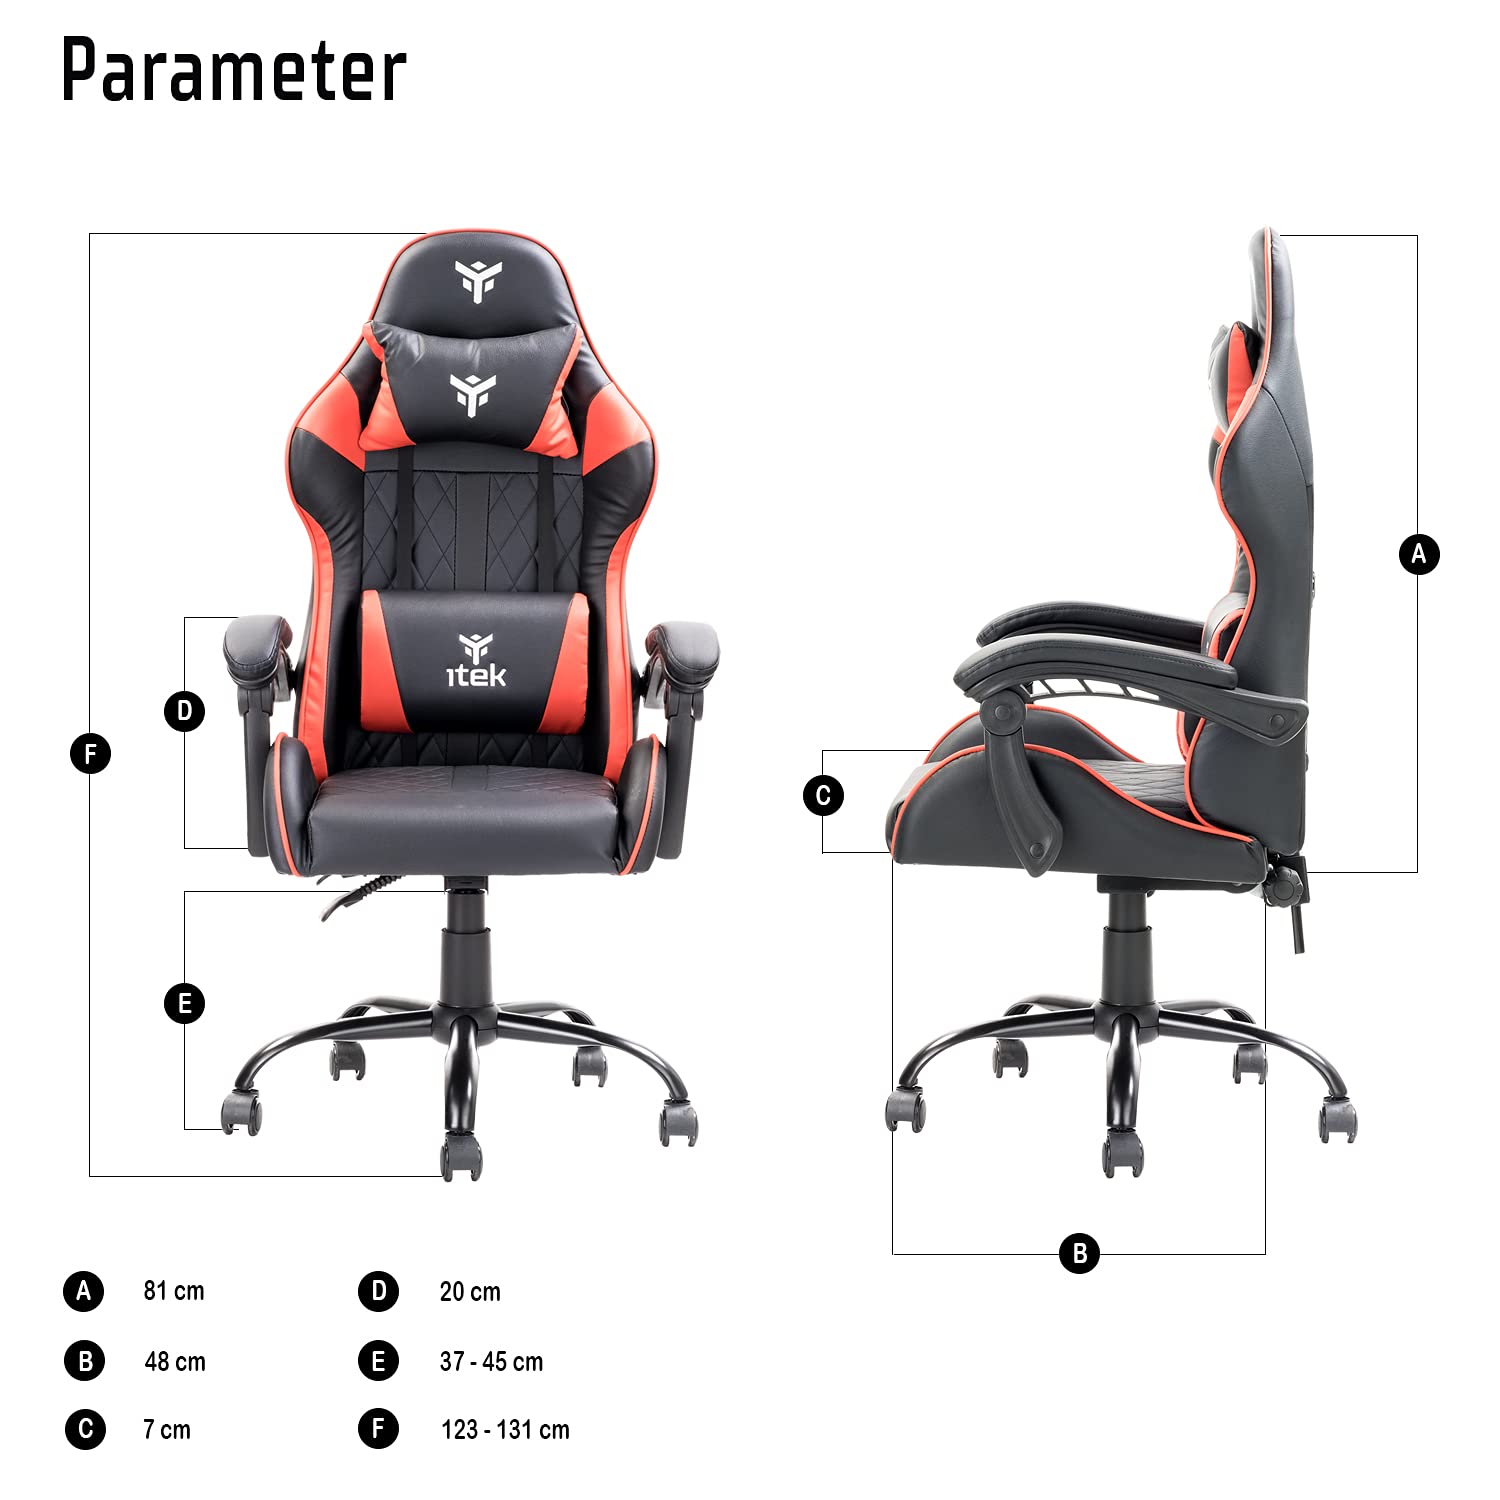 Parameter
itek
F
D
E
A
C
B
A 81 cm
B 48 cm
C 7 cm
D 20 cm
E 37 - 45 cm
F 123 - 131 cm